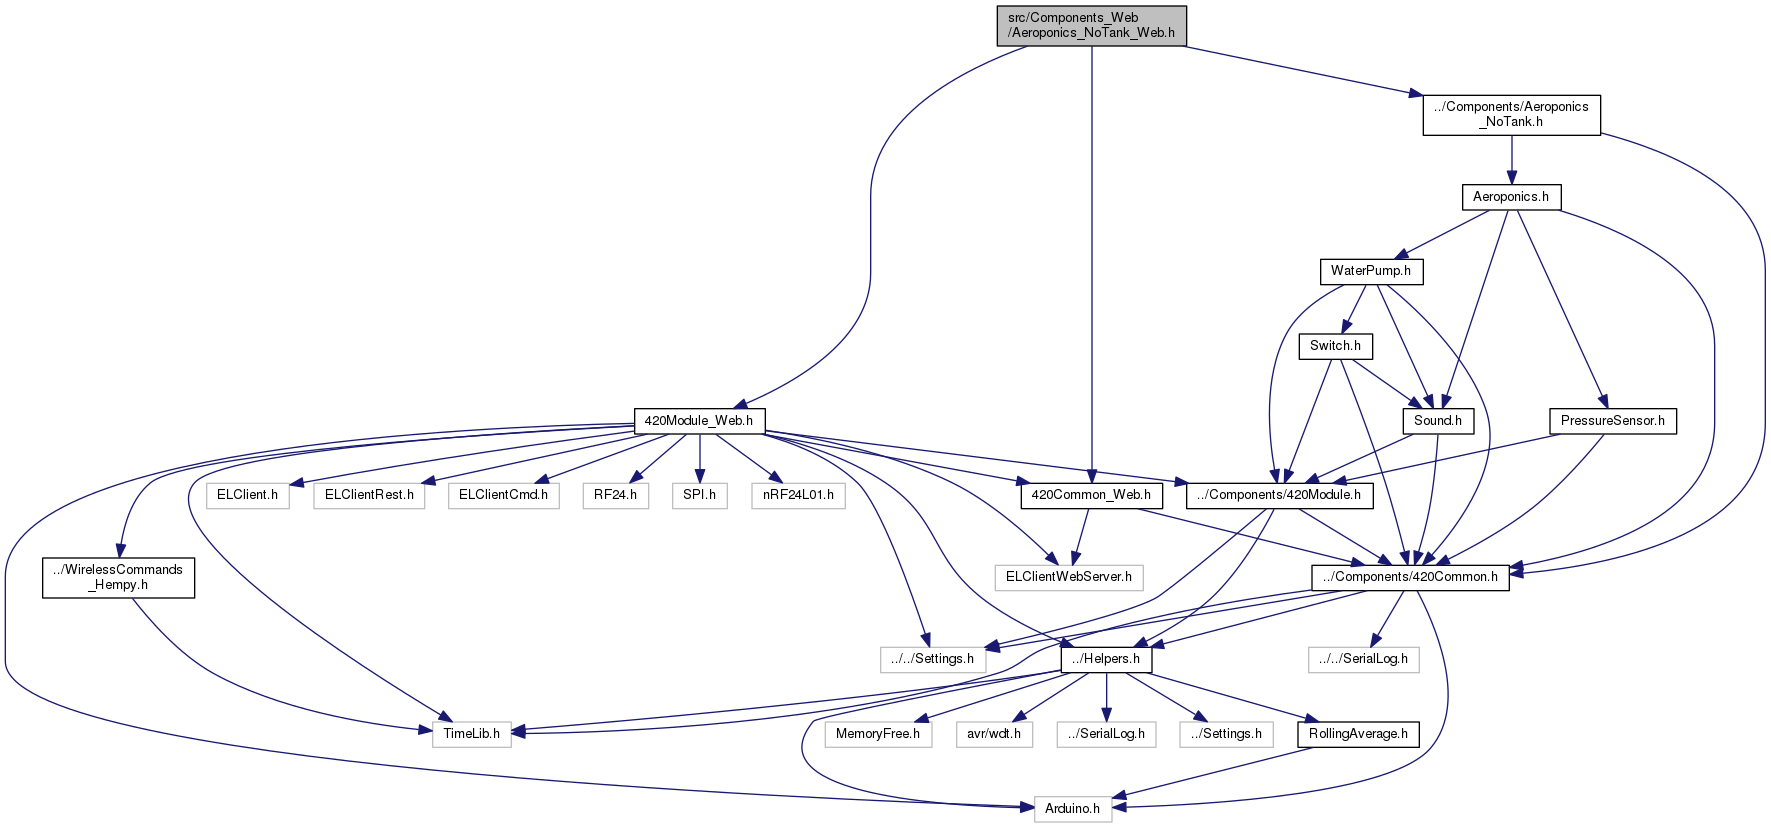 src/Components_Web
/Aeroponics_NoTank_Web.h
../Components/Aeroponics
_NoTank.h
Aeroponics.h
WaterPump.h
Switch.h
420Module_Web.h
Sound.h
PressureSensor.h
ELClient.h
ELClientRest.h
ELClientCmd.h
RF24.h
SPI.h
nRF24L01.h
420Common_Web.h
../Components/420Module.h
../WirelessCommands
_Hempy.h
ELClientWebServer.h
../Components/420Common.h
../../Settings.h
../Helpers.h
../../SerialLog.h
TimeLib.h
MemoryFree.h
avr/wdt.h
../SerialLog.h
../Settings.h
RollingAverage.h
Arduino.h